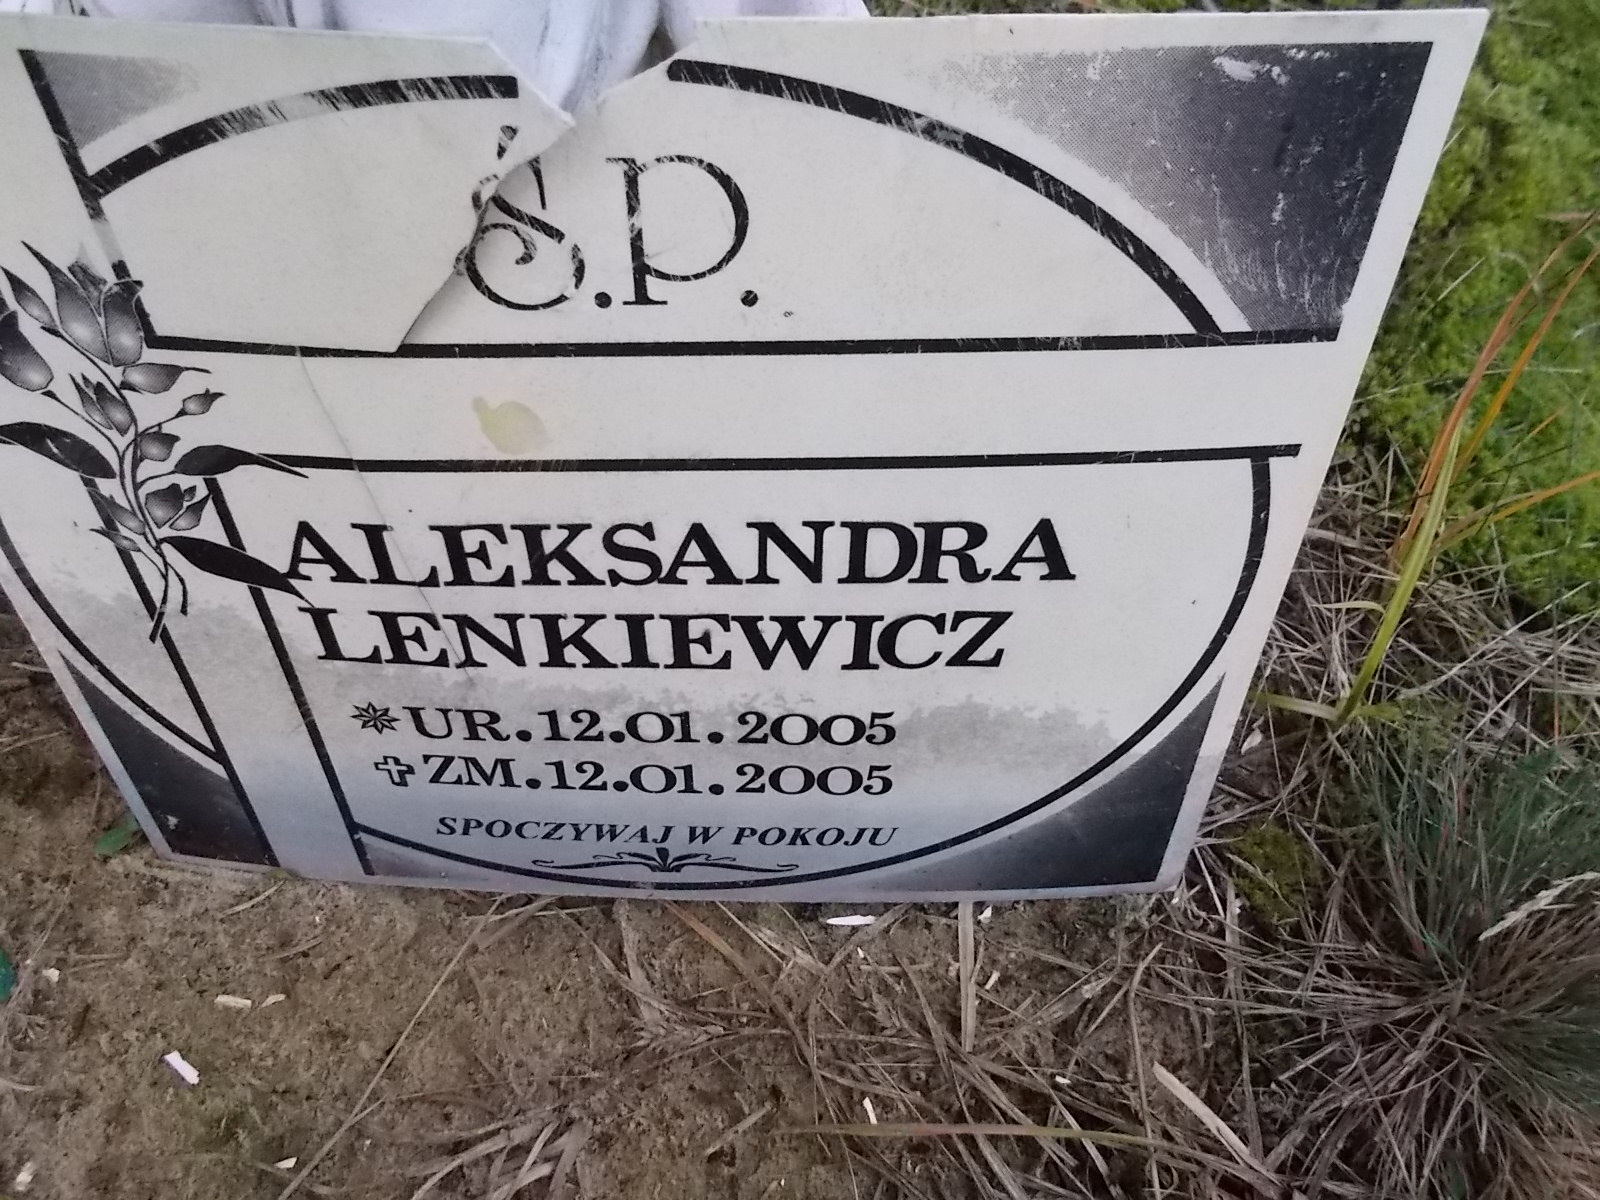 Ś.P.
ALEKSANDRA
LENKIEWICZ
UR. 12.01.2005
ZM. 12.01.2005
SPOCZYWAJ W POKOJU